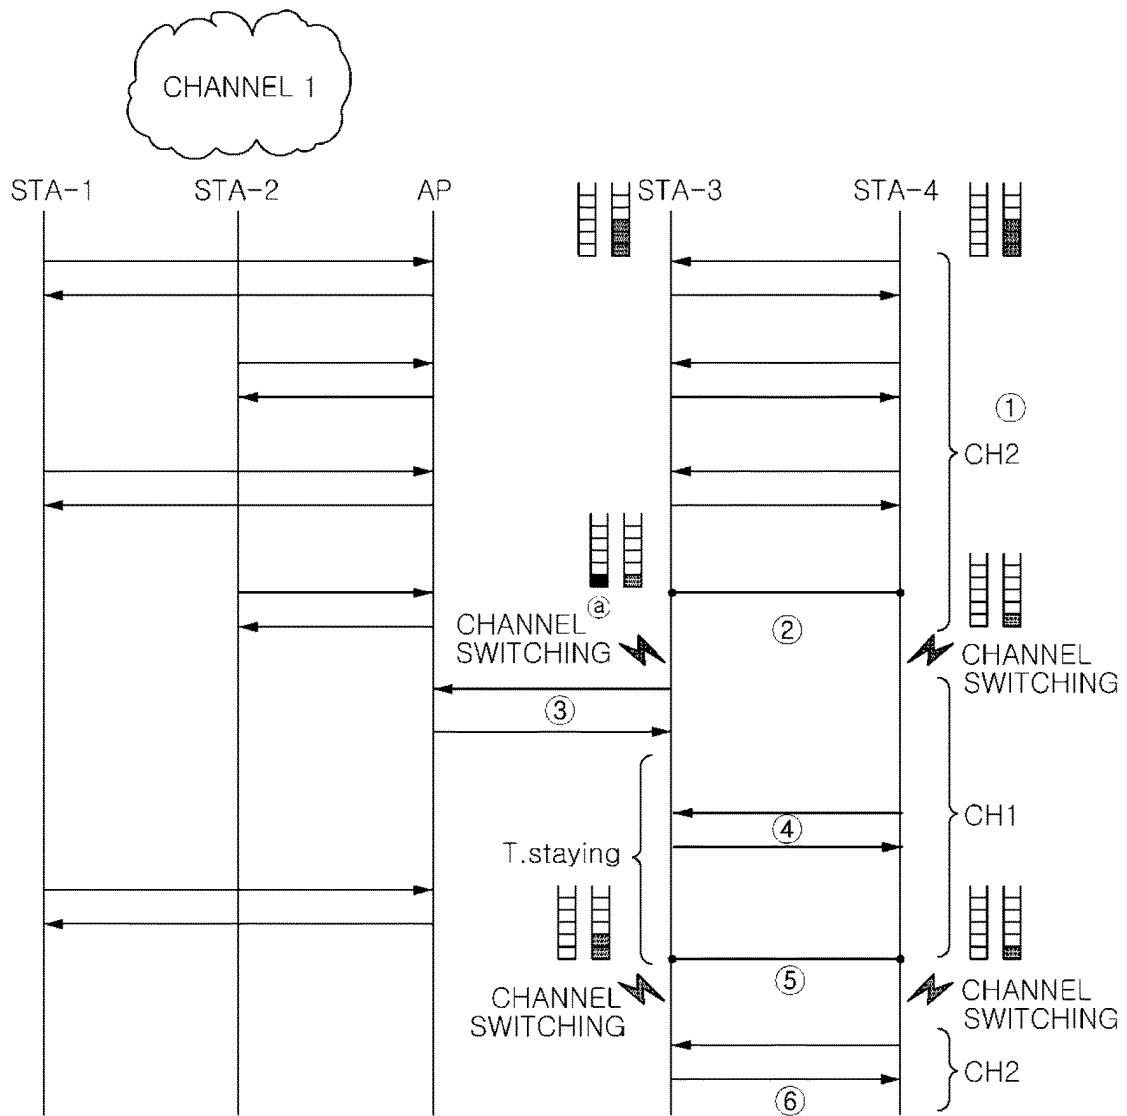 CHANNEL 1
STA-1
STA-2
AP
STA-3
STA-4
①
CH2
ⓐ
CHANNEL
SWITCHING
②
CHANNEL
SWITCHING
③
CH1
④
T.staying
⑤
CHANNEL
SWITCHING
CHANNEL
SWITCHING
CH2
⑥